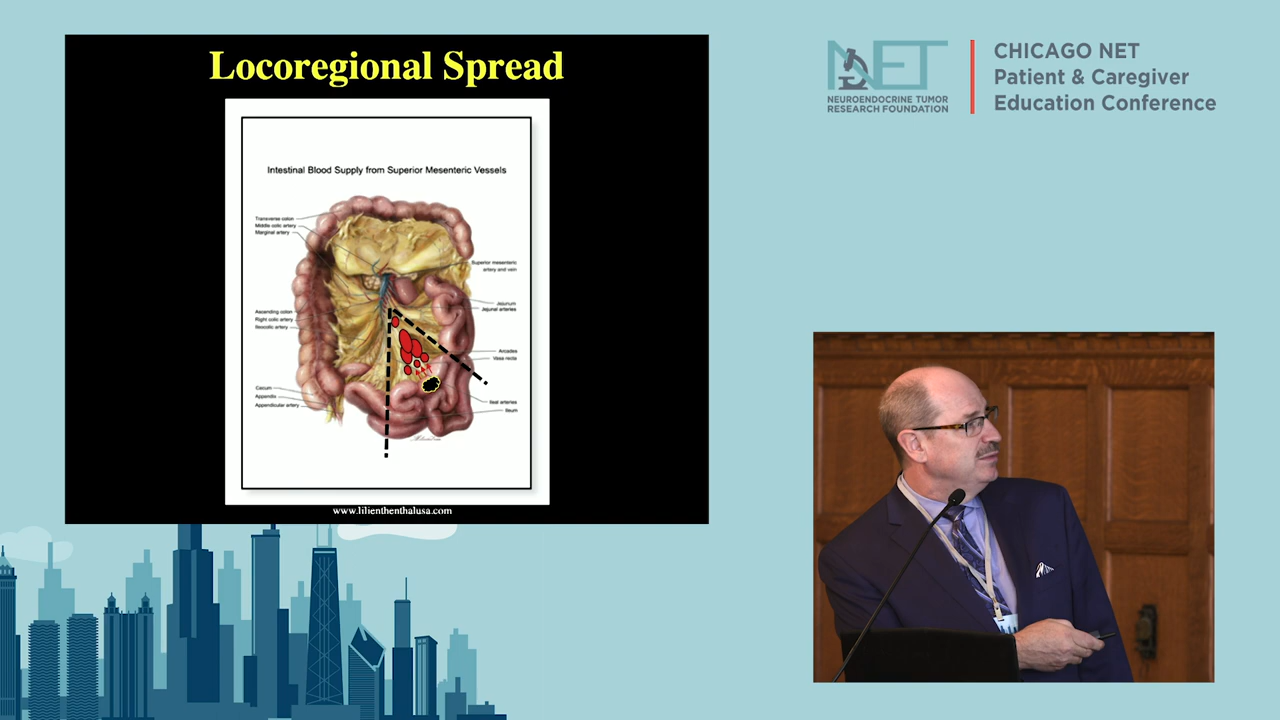 Locoregional Spread
Intestinal Blood Supply from Superior Mesenteric Vessels
Transverse colon
Middle colic artery
Marginal artery
Superior mesenteric
artery and vein
Jejunum
Jejunal arteries
Ascending colon
Right colic artery
Ileocolic artery
Arcades
Vasa recta
Cecum
Appendix
Appendicular artery
Ileal arteries
Ileum
www.lilienthenthalusa.com
NET
NEUROENDOCRINE TUMOR
RESEARCH FOUNDATION
CHICAGO NET
Patient & Caregiver
Education Conference